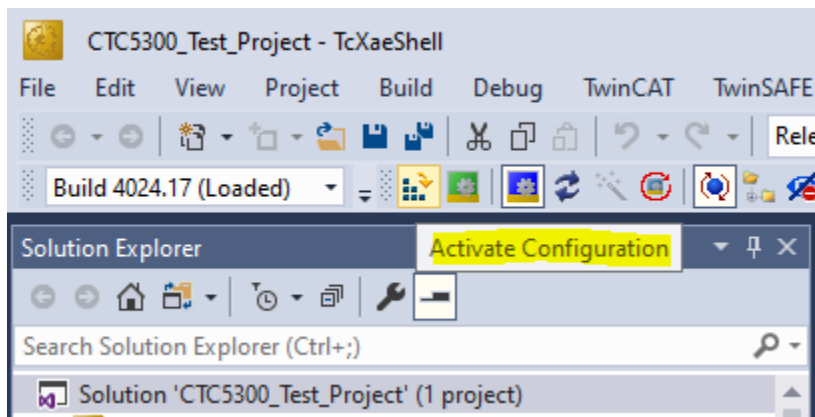 CTC5300_Test_Project - TcXaeShell
File Edit View Project Build Debug TwinCAT TwinSAFE
Rele
Build 4024.17 (Loaded)
Solution Explorer
Activate Configuration
Search Solution Explorer (Ctrl+;)
Solution 'CTC5300_Test_Project' (1 project)